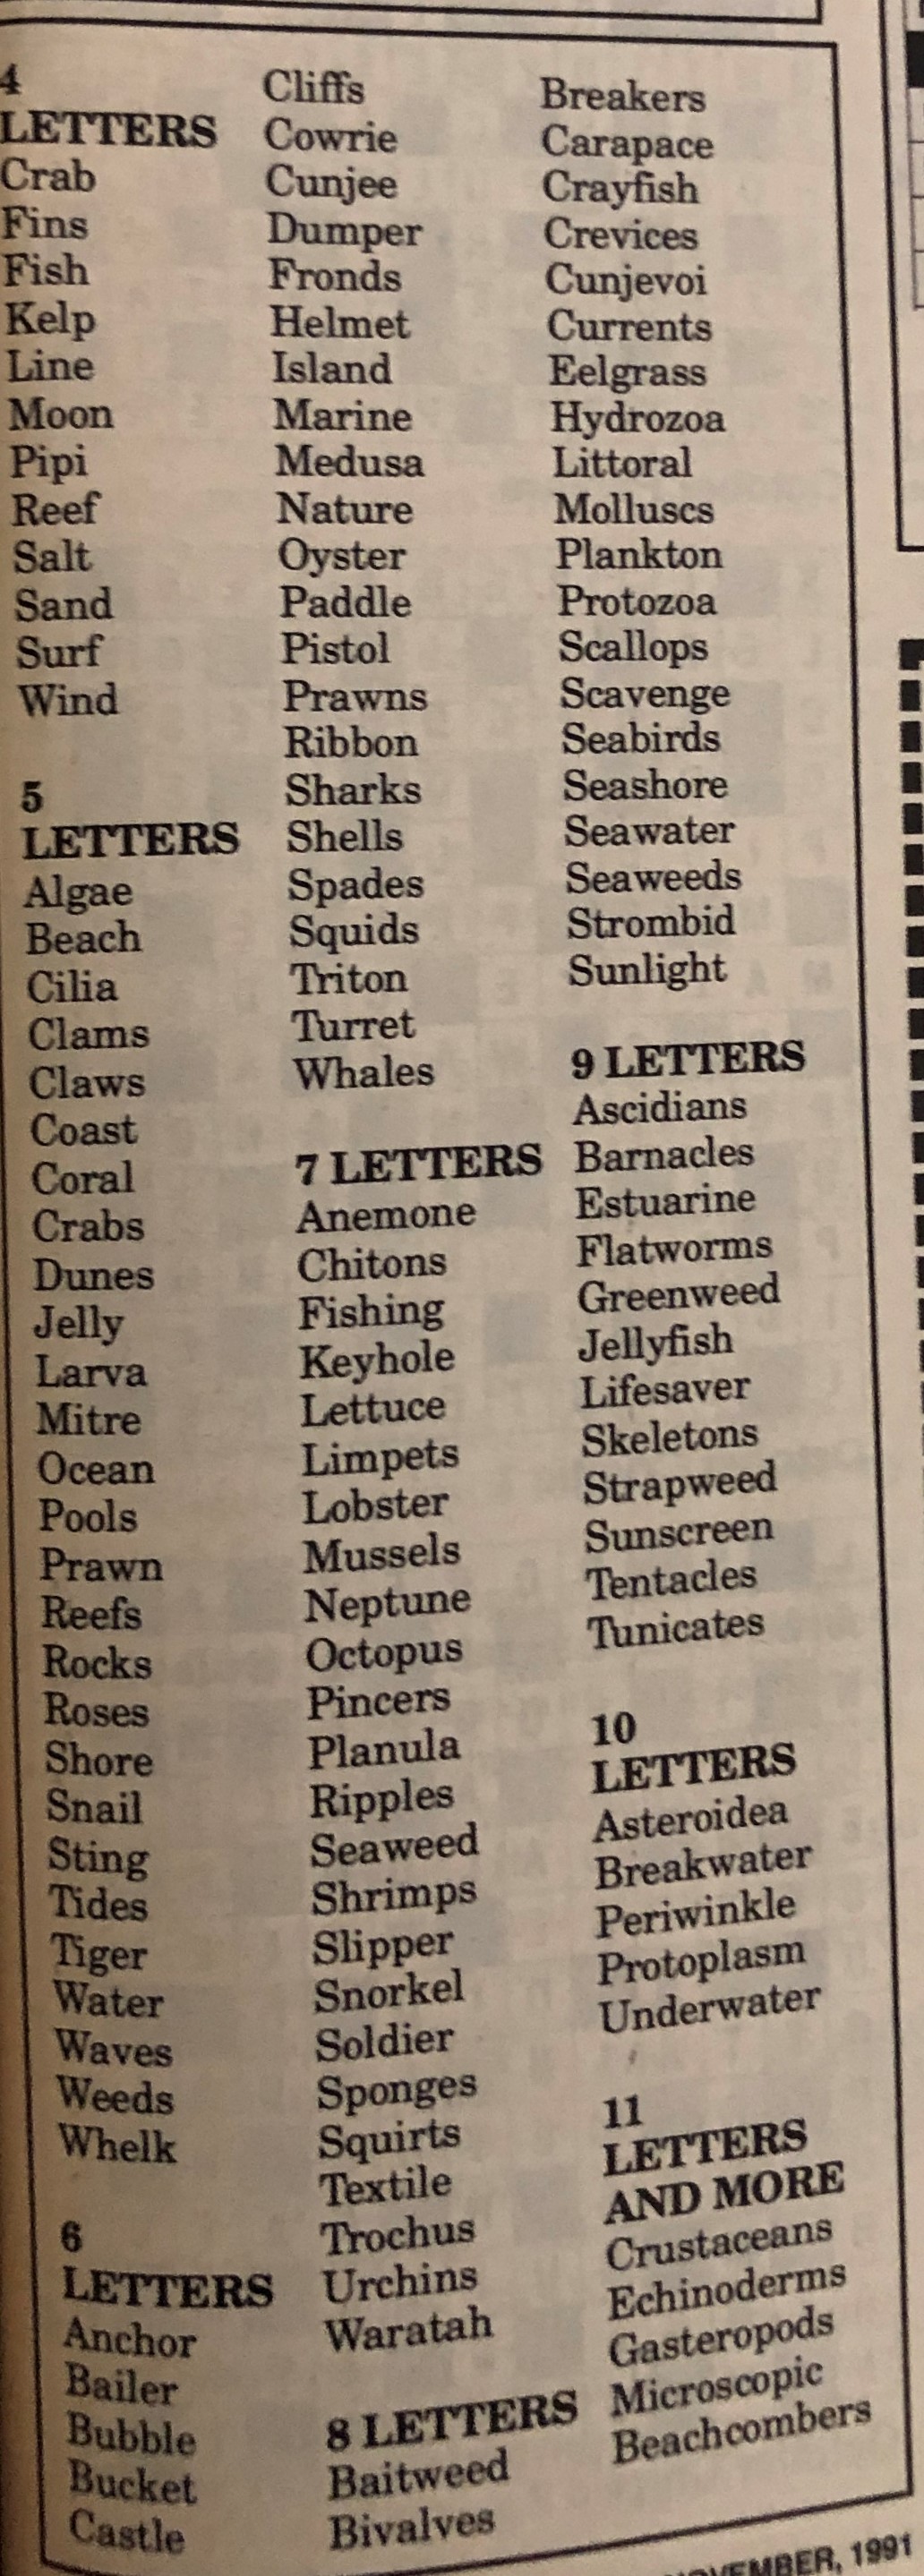 4
LETTERS
Crab
Fins
Fish
Kelp
Line
Moon
Pipi
Reef
Salt
Sand
Surf
Wind
5
LETTERS
Algae
Beach
Cilia
Clams
Claws
Coast
Coral
Crabs
Dunes
Jelly
Larva
Mitre
Ocean
Pools
Prawn
Reefs
Rocks
Roses
Shore
Snail
Sting
Tides
Tiger
Water
Waves
Weeds
Whelk
6
LETTERS
Anchor
Bailer
Bubble
Bucket
Castle
Cliffs
Cowrie
Cunjee
Dumper
Fronds
Helmet
Island
Marine
Medusa
Nature
Oyster
Paddle
Pistol
Prawns
Ribbon
Sharks
Shells
Spades
Squids
Triton
Turret
Whales
7 LETTERS
Anemone
Chitons
Fishing
Keyhole
Lettuce
Limpets
Lobster
Mussels
Neptune
Octopus
Pincers
Planula
Ripples
Seaweed
Shrimps
Slipper
Snorkel
Soldier
Sponges
Squirts
Textile
Trochus
Urchins
Waratah
8 LETTERS
Baitweed
Bivalves
Breakers
Carapace
Crayfish
Crevices
Cunjevoi
Currents
Eelgrass
Hydrozoa
Littoral
Molluscs
Plankton
Protozoa
Scallops
Scavenge
Seabirds
Seashore
Seawater
Seaweeds
Strombid
Sunlight
9 LETTERS
Ascidians
Barnacles
Estuarine
Flatworms
Greenweed
Jellyfish
Lifesaver
Skeletons
Strapweed
Sunscreen
Tentacles
Tunicates
10
LETTERS
Asteroidea
Breakwater
Periwinkle
Protoplasm
Underwater
11
LETTERS
AND MORE
Crustaceans
Echinoderms
Gasteropods
Microscopic
Beachcombers
NOVEMBER, 1991